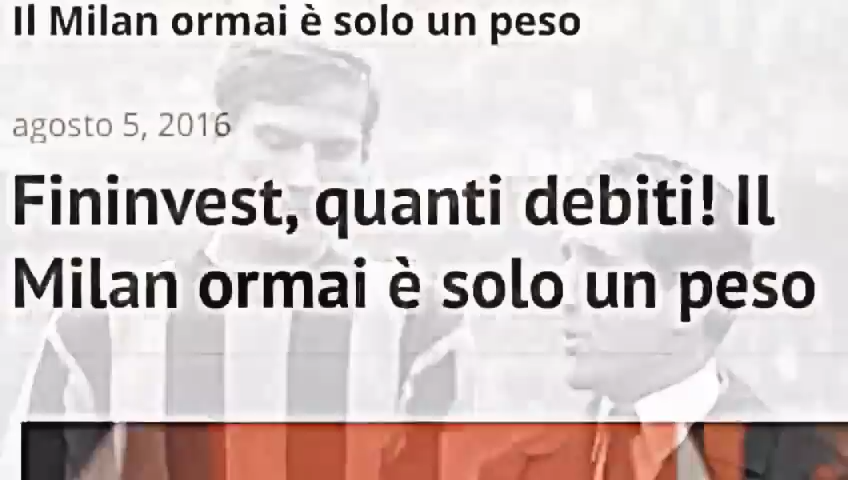 Il Milan ormai è solo un peso
agosto 5, 2016
Fininvest, quanti debiti! Il
Milan ormai è solo un peso